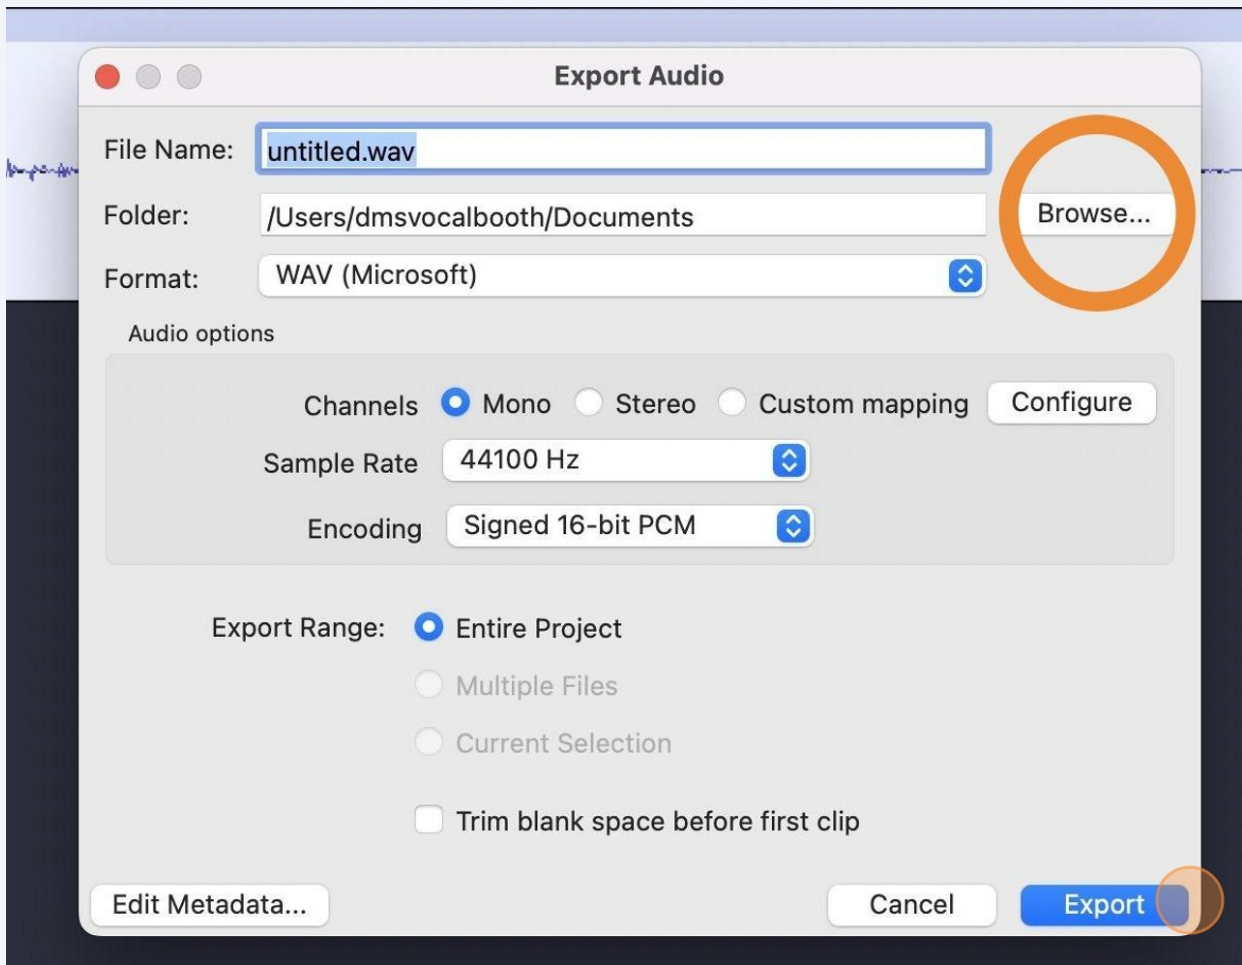 Export Audio
File Name: untitled.wav
Folder: /Users/dmsvocalbooth/Documents Browse...
Format: WAV (Microsoft)
Audio options
Channels Mono Stereo Custom mapping Configure
Sample Rate 44100 Hz
Encoding Signed 16-bit PCM
Export Range: Entire Project
Multiple Files
Current Selection
Trim blank space before first clip
Edit Metadata... Cancel Export